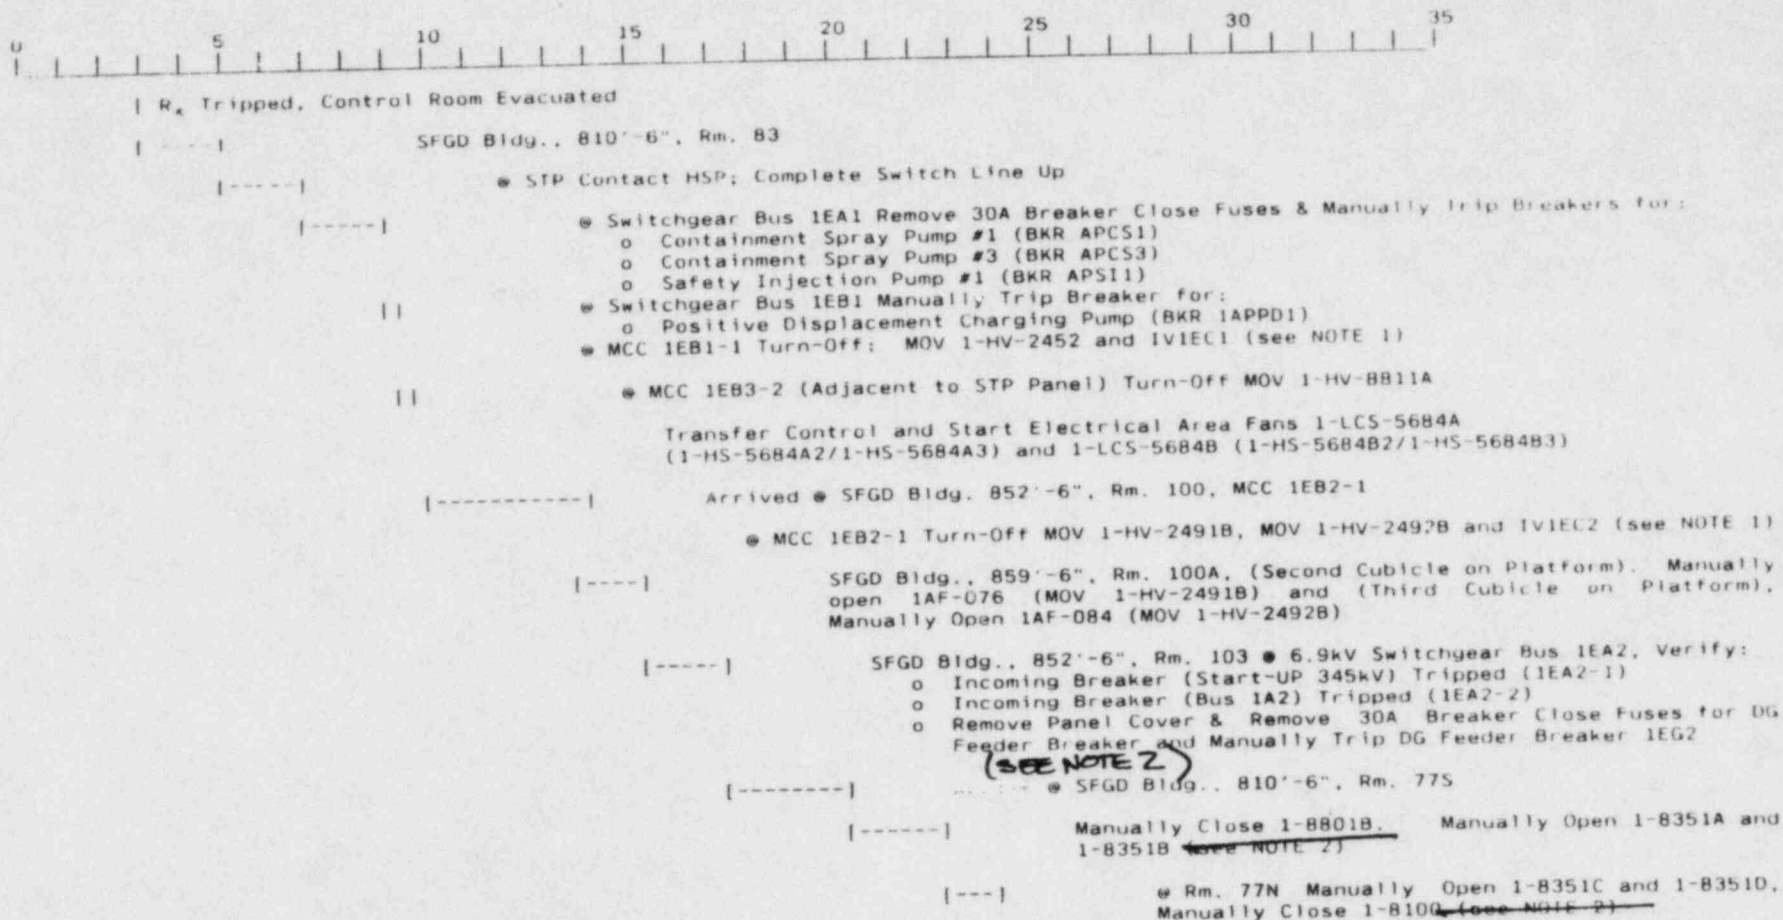 0 5 10 15 20 25 30 35
| Rx Tripped, Control Room Evacuated
SFGD Bldg., 810'-6", Rm. 83
@ STP Contact HSP; Complete Switch Line Up
@ Switchgear Bus 1EA1 Remove 30A Breaker Close Fuses & Manually Trip Breakers for:
o Containment Spray Pump #1 (BKR APCS1)
o Containment Spray Pump #3 (BKR APCS3)
o Safety Injection Pump #1 (BKR APSI1)
@ Switchgear Bus 1EB1 Manually Trip Breaker for:
o Positive Displacement Charging Pump (BKR 1APPD1)
@ MCC 1EB1-1 Turn-Off: MOV 1-HV-2452 and IV1EC1 (see NOTE 1)
@ MCC 1EB3-2 (Adjacent to STP Panel) Turn-Off MOV 1-HV-8811A
Transfer Control and Start Electrical Area Fans 1-LCS-5684A
(1-HS-5684A2/1-HS-5684A3) and 1-LCS-5684B (1-HS-5684B2/1-HS-5684B3)
Arrived @ SFGD Bldg. 852'-6", Rm. 100, MCC 1EB2-1
@ MCC 1EB2-1 Turn-Off MOV 1-HV-2491B, MOV 1-HV-2492B and IV1EC2 (see NOTE 1)
SFGD Bldg., 859'-6", Rm. 100A, (Second Cubicle on Platform). Manually
open 1AF-076 (MOV 1-HV-2491B) and (Third Cubicle on Platform),
Manually Open 1AF-084 (MOV 1-HV-2492B)
SFGD Bldg., 852'-6", Rm. 103 @ 6.9kV Switchgear Bus 1EA2, Verify:
o Incoming Breaker (Start-UP 345kV) Tripped (1EA2-1)
o Incoming Breaker (Bus 1A2) Tripped (1EA2-2)
o Remove Panel Cover & Remove 30A Breaker Close Fuses for DG
Feeder Breaker and Manually Trip DG Feeder Breaker 1EG2
(SEE NOTE 2)
@ SFGD Bldg., 810'-6", Rm. 77S
Manually Close 1-8801B. Manually Open 1-8351A and
1-8351B (see NOTE 2)
@ Rm. 77N Manually Open 1-8351C and 1-8351D,
Manually Close 1-8100 (see NOTE 2)